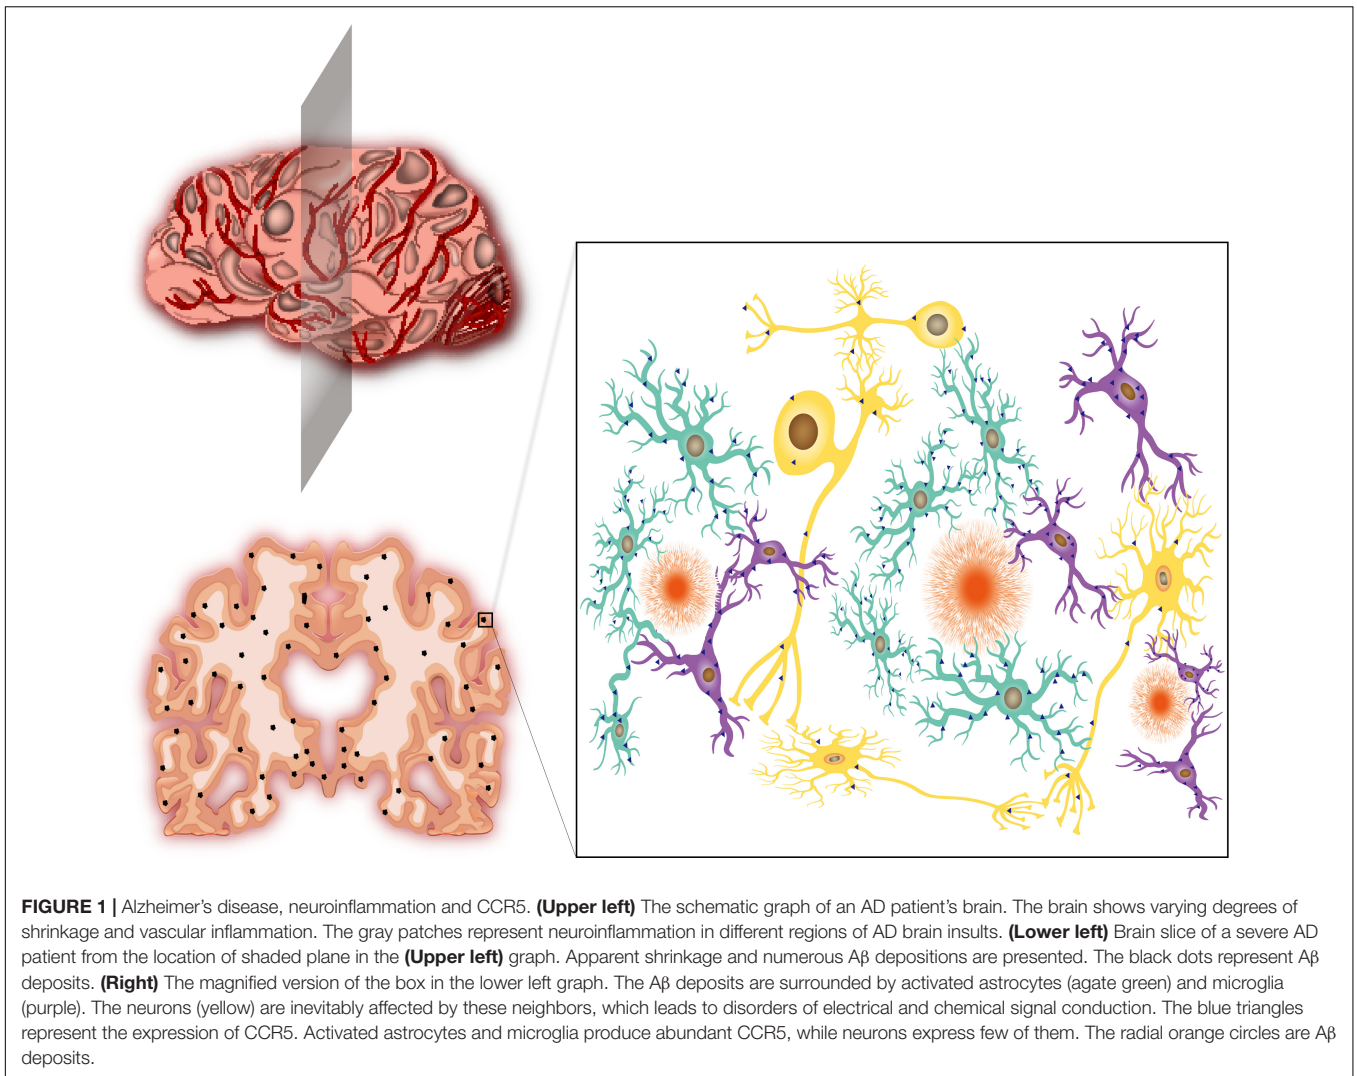 FIGURE 1 | Alzheimer's disease, neuroinflammation and CCR5. (Upper left) The schematic graph of an AD patient's brain. The brain shows varying degrees of
shrinkage and vascular inflammation. The gray patches represent neuroinflammation in different regions of AD brain insults. (Lower left) Brain slice of a severe AD
patient from the location of shaded plane in the (Upper left) graph. Apparent shrinkage and numerous Aβ depositions are presented. The black dots represent Aβ
deposits. (Right) The magnified version of the box in the lower left graph. The Aβ deposits are surrounded by activated astrocytes (agate green) and microglia
(purple). The neurons (yellow) are inevitably affected by these neighbors, which leads to disorders of electrical and chemical signal conduction. The blue triangles
represent the expression of CCR5. Activated astrocytes and microglia produce abundant CCR5, while neurons express few of them. The radial orange circles are Aβ
deposits.